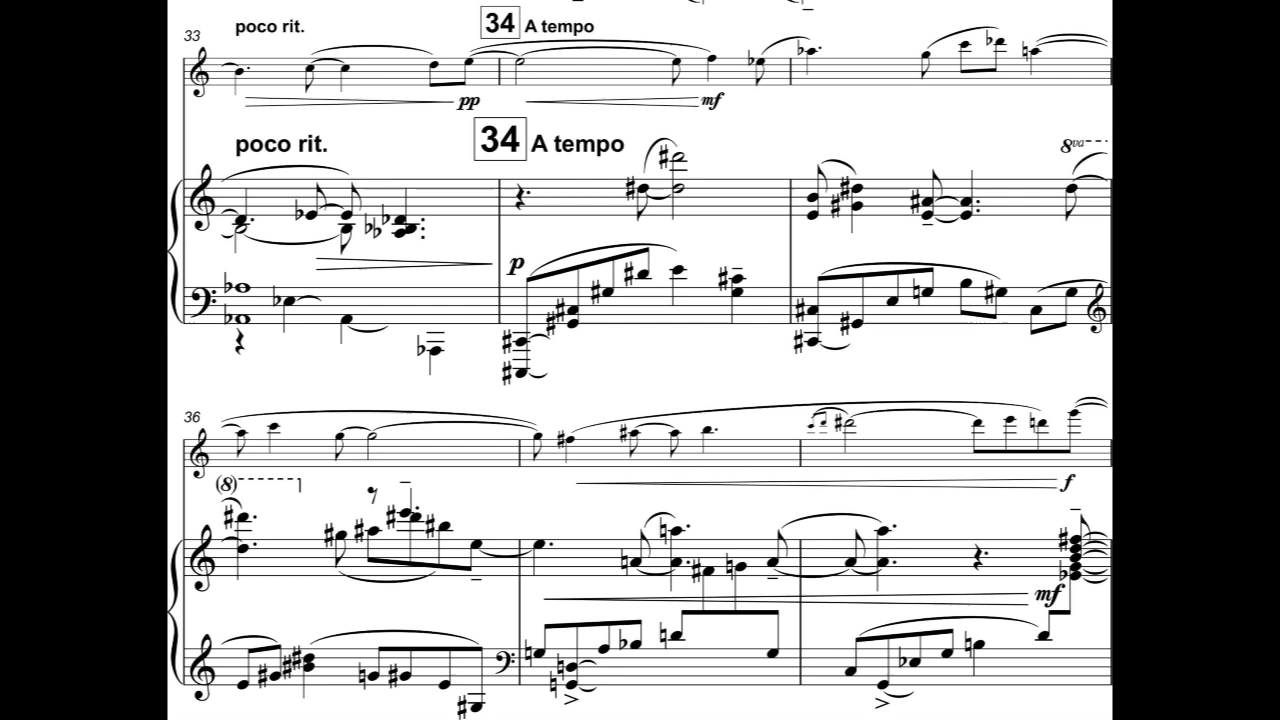 33 poco rit. 34 A tempo
pp mf
poco rit. 34 A tempo
8va
p
36
f
(8)
mf